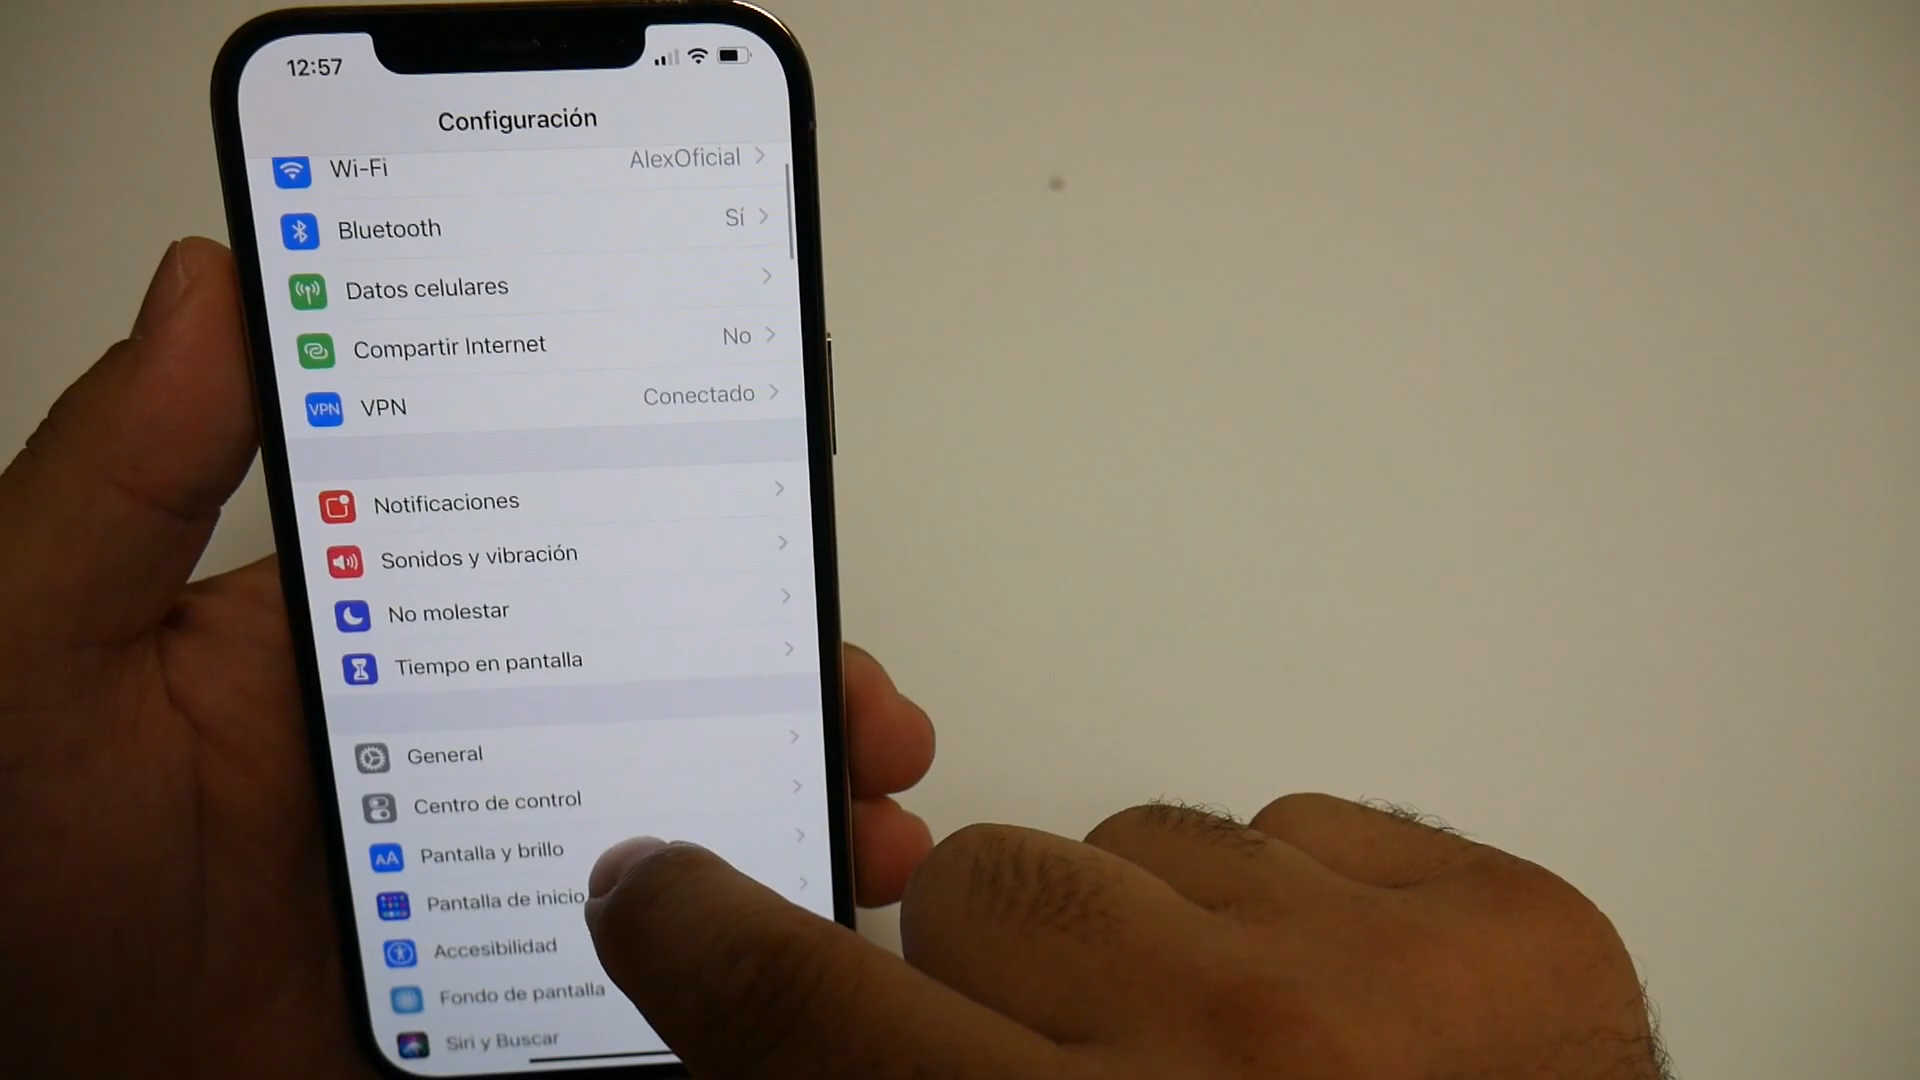 12:57
Configuración
Wi-Fi AlexOficial
Bluetooth Sí
Datos celulares
Compartir Internet No
VPN VPN Conectado
Notificaciones
Sonidos y vibración
No molestar
Tiempo en pantalla
General
Centro de control
AA Pantalla y brillo
Pantalla de inicio
Accesibilidad
Fondo de pantalla
Siri y Buscar